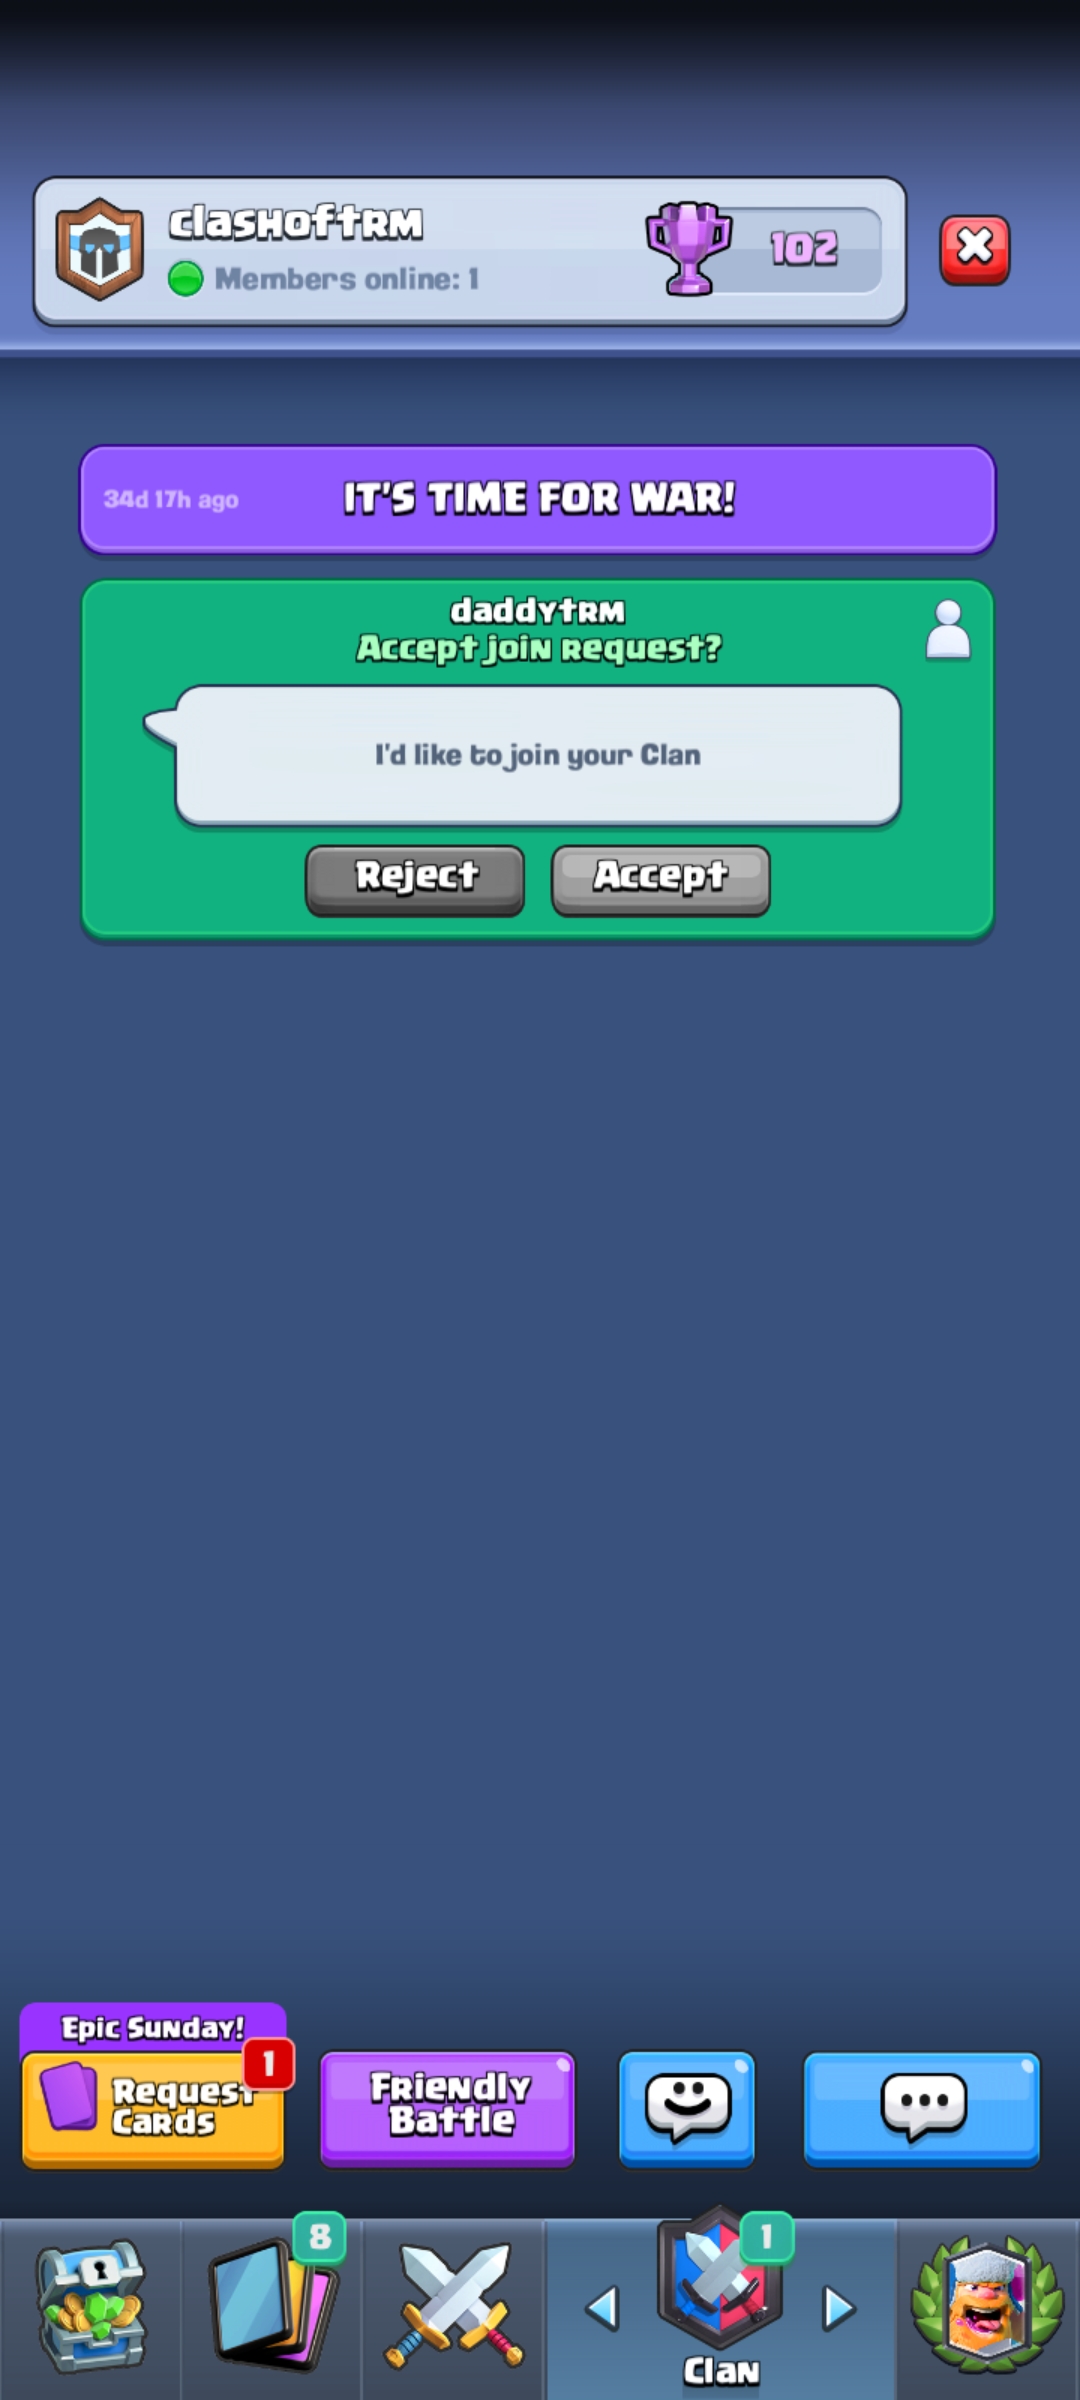 clashoftrm
102
Members online: 1
34d 17h ago
IT'S TIME FOR WAR!
daddytrm
Accept join request?
I'd like to join your Clan
Reject
Accept
Epic Sunday!
1
Request
Cards
Friendly
Battle
8
1
Clan